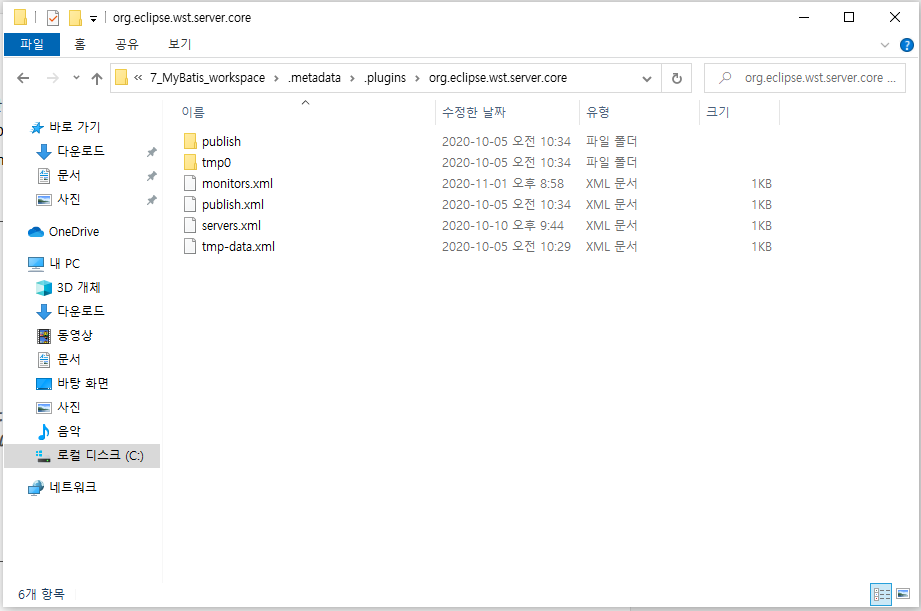 org.eclipse.wst.server.core
파일 홈 공유 보기
« 7_MyBatis_workspace > .metadata > .plugins > org.eclipse.wst.server.core
org.eclipse.wst.server.core ...
이름 수정한 날짜 유형 크기
publish 2020-10-05 오전 10:34 파일 폴더
tmp0 2020-10-05 오전 10:34 파일 폴더
monitors.xml 2020-11-01 오후 8:58 XML 문서 1KB
publish.xml 2020-10-05 오전 10:34 XML 문서 1KB
servers.xml 2020-10-10 오후 9:44 XML 문서 1KB
tmp-data.xml 2020-10-05 오전 10:29 XML 문서 1KB
바로 가기
다운로드
문서
사진
OneDrive
내 PC
3D 개체
다운로드
동영상
문서
바탕 화면
사진
음악
로컬 디스크 (C:)
네트워크
6개 항목